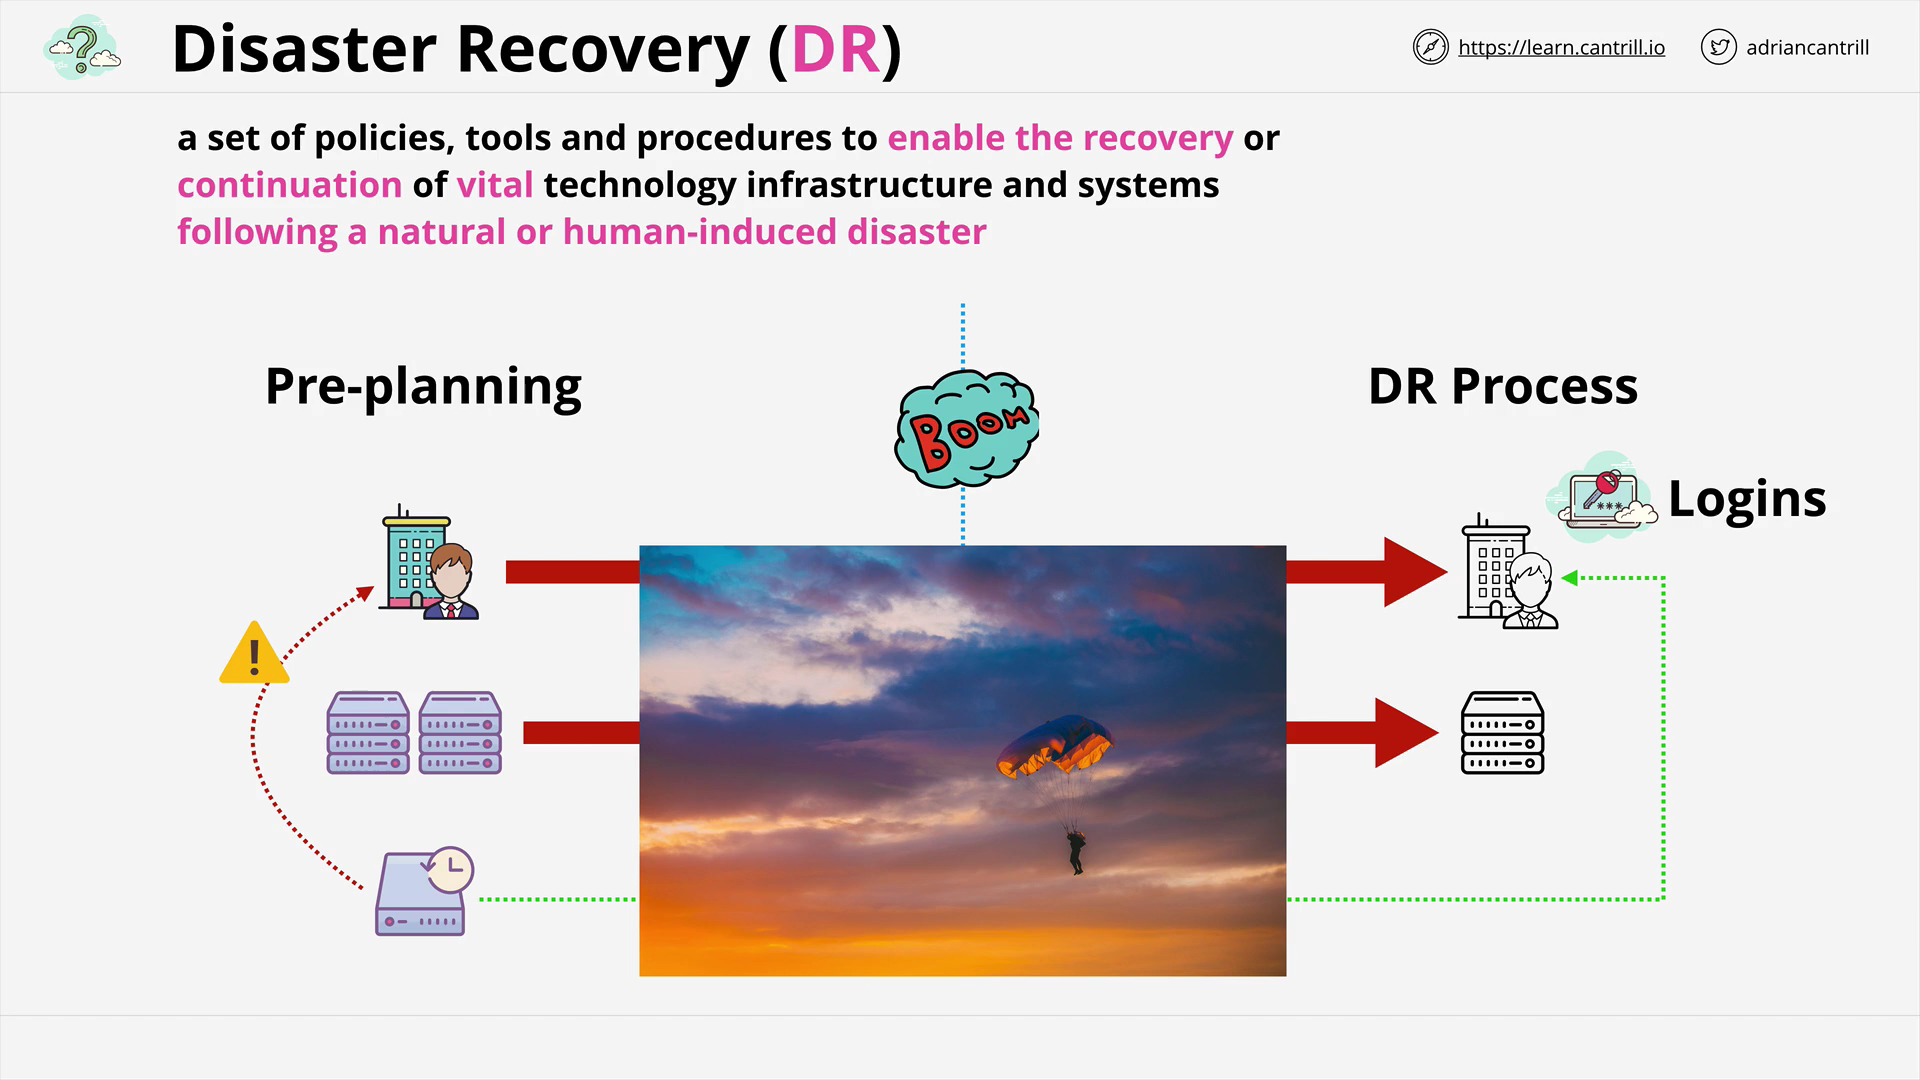 Disaster Recovery (DR)
https://learn.cantrill.io
adriancantrill
a set of policies, tools and procedures to enable the recovery or
continuation of vital technology infrastructure and systems
following a natural or human-induced disaster
Pre-planning
BOOM
DR Process
Logins